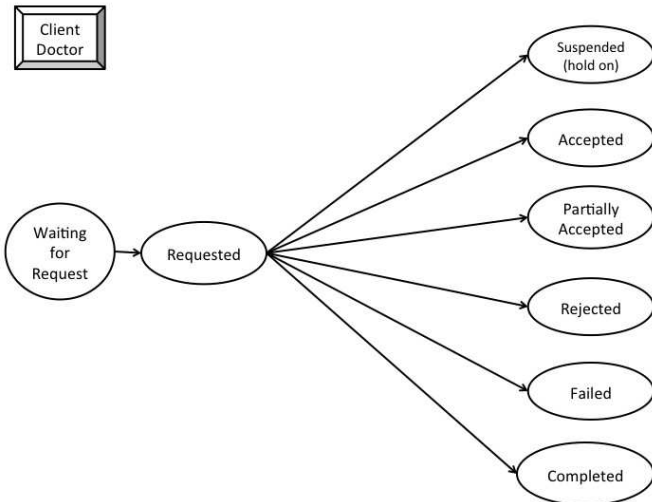 Client
Doctor
Suspended
(hold on)
Accepted
Partially
Accepted
Waiting
for
Request
Requested
Rejected
Failed
Completed